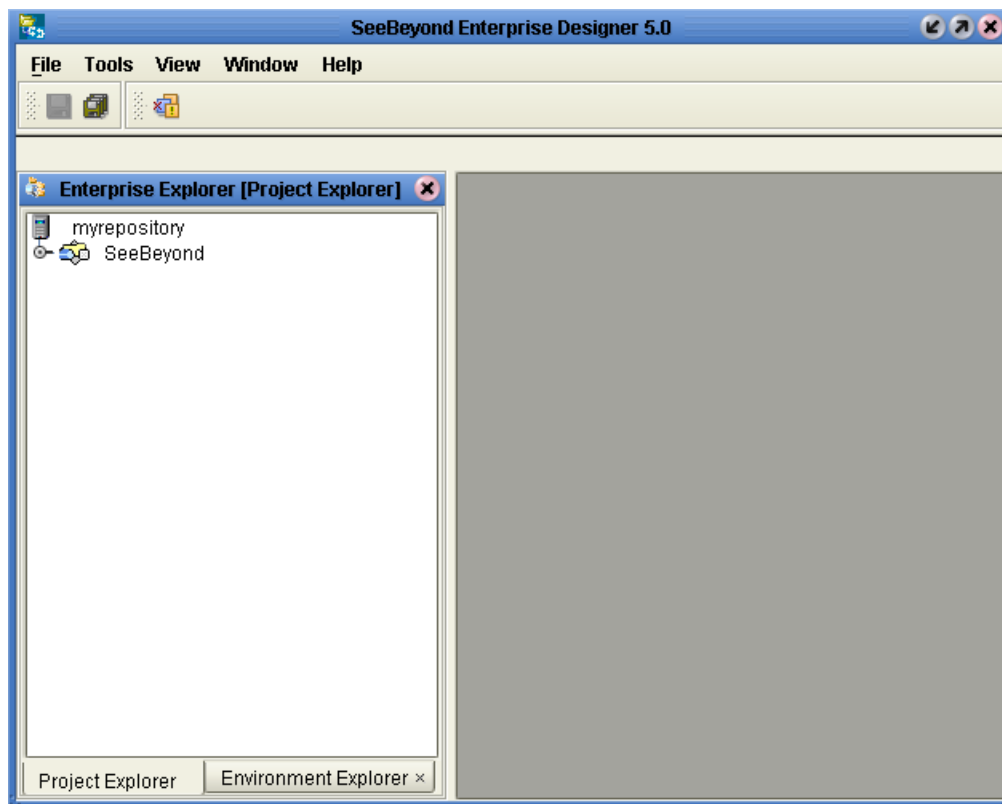 SeeBeyond Enterprise Designer 5.0
File Tools View Window Help
Enterprise Explorer [Project Explorer]
myrepository
SeeBeyond
Project Explorer Environment Explorer ×